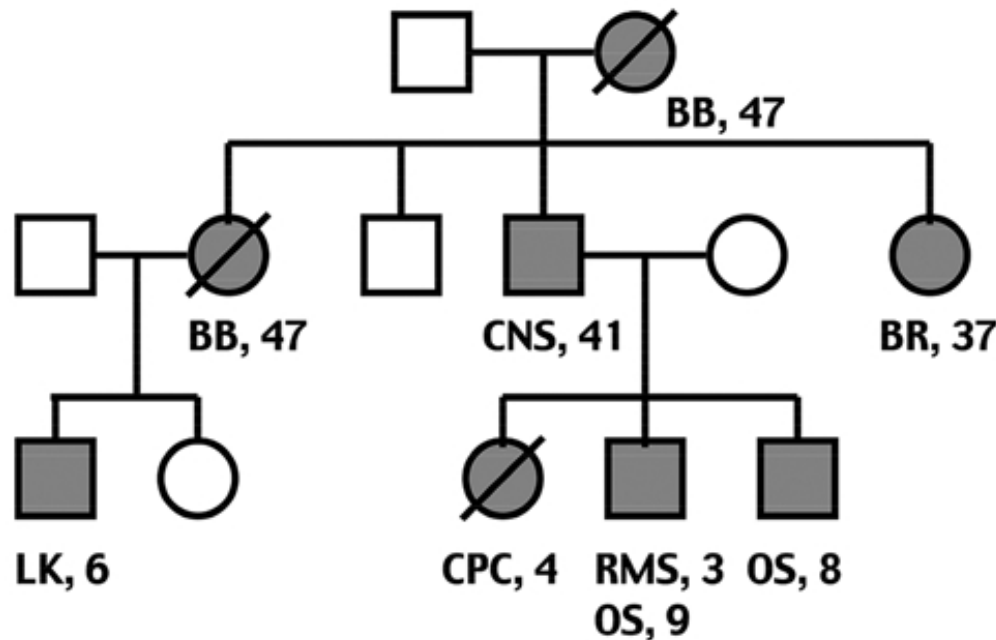 BB, 47
BB, 47
CNS, 41
BR, 37
LK, 6
CPC, 4
RMS, 3
OS, 9
OS, 8